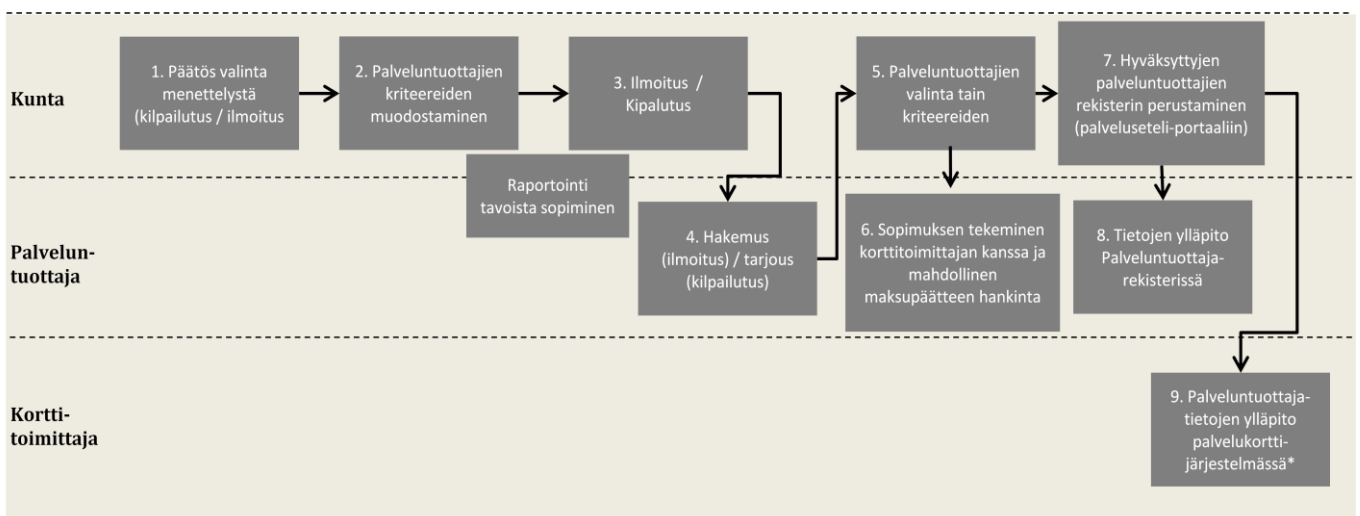 Kunta
1. Päätös valinta
menettelystä
(kilpailutus / ilmoitus
2. Palveluntuottajien
kriteereiden
muodostaminen
3. Ilmoitus /
Kipalutus
5. Palveluntuottajien
valinta tain
kriteereiden
7. Hyväksyttyjen
palveluntuottajien
rekisterin perustaminen
(palveluseteli-portaaliin)
Raportointi
tavoista sopiminen
Palvelun-
tuottaja
4. Hakemus
(ilmoitus) / tarjous
(kilpailutus)
6. Sopimuksen tekeminen
korttitoimittajan kanssa ja
mahdollinen
maksupäätteen hankinta
8. Tietojen ylläpito
Palveluntuottaja-
rekisterissä
Kortti-
toimittaja
9. Palveluntuottaja-
tietojen ylläpito
palvelukortti-
järjestelmässä*